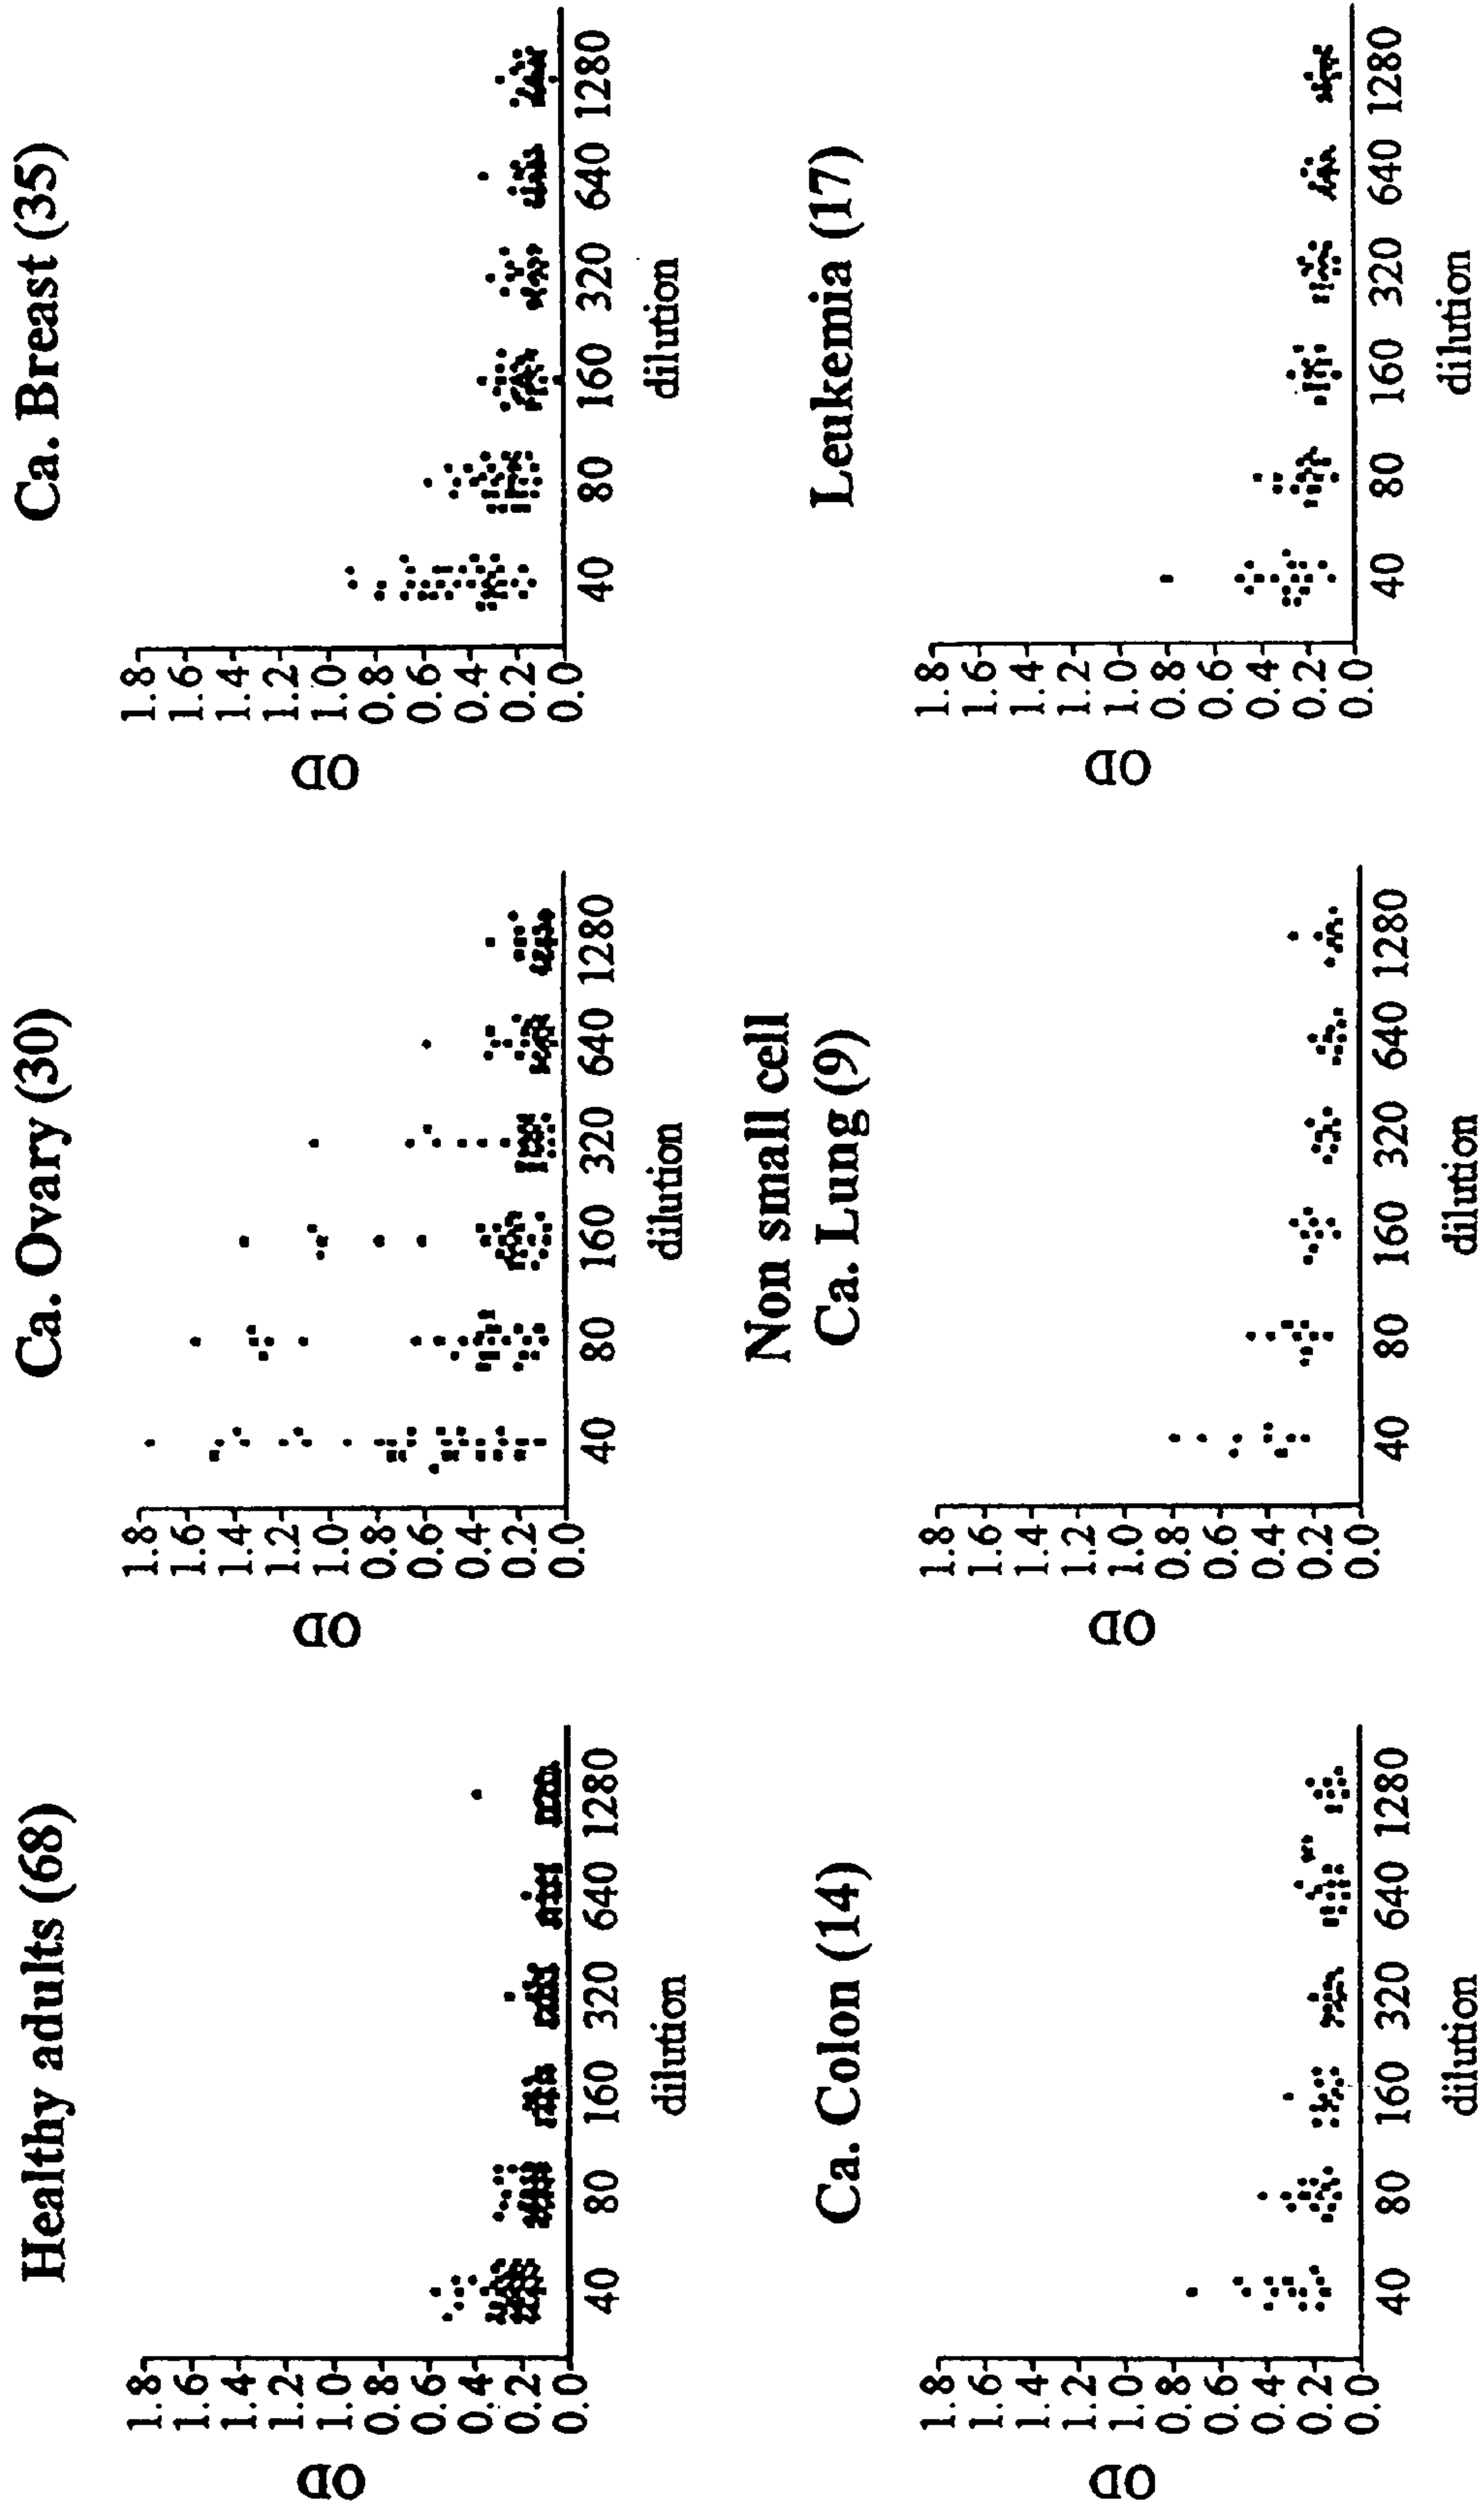 Healthy adults (68)
OD
1.8
1.6
1.4
1.2
1.0
0.8
0.6
0.4
0.2
0.0
40 80 160 320 640 1280
dilution
Ca. Ovary (30)
OD
1.8
1.6
1.4
1.2
1.0
0.8
0.6
0.4
0.2
0.0
40 80 160 320 640 1280
dilution
Ca. Breast (35)
OD
1.8
1.6
1.4
1.2
1.0
0.8
0.6
0.4
0.2
0.0
40 80 160 320 640 1280
dilution
Ca. Colon (14)
OD
1.8
1.6
1.4
1.2
1.0
0.8
0.6
0.4
0.2
0.0
40 80 160 320 640 1280
dilution
Non small cell
Ca. Lung (9)
OD
1.8
1.6
1.4
1.2
1.0
0.8
0.6
0.4
0.2
0.0
40 80 160 320 640 1280
dilution
Leukemia (17)
OD
1.8
1.6
1.4
1.2
1.0
0.8
0.6
0.4
0.2
0.0
40 80 160 320 640 1280
dilution